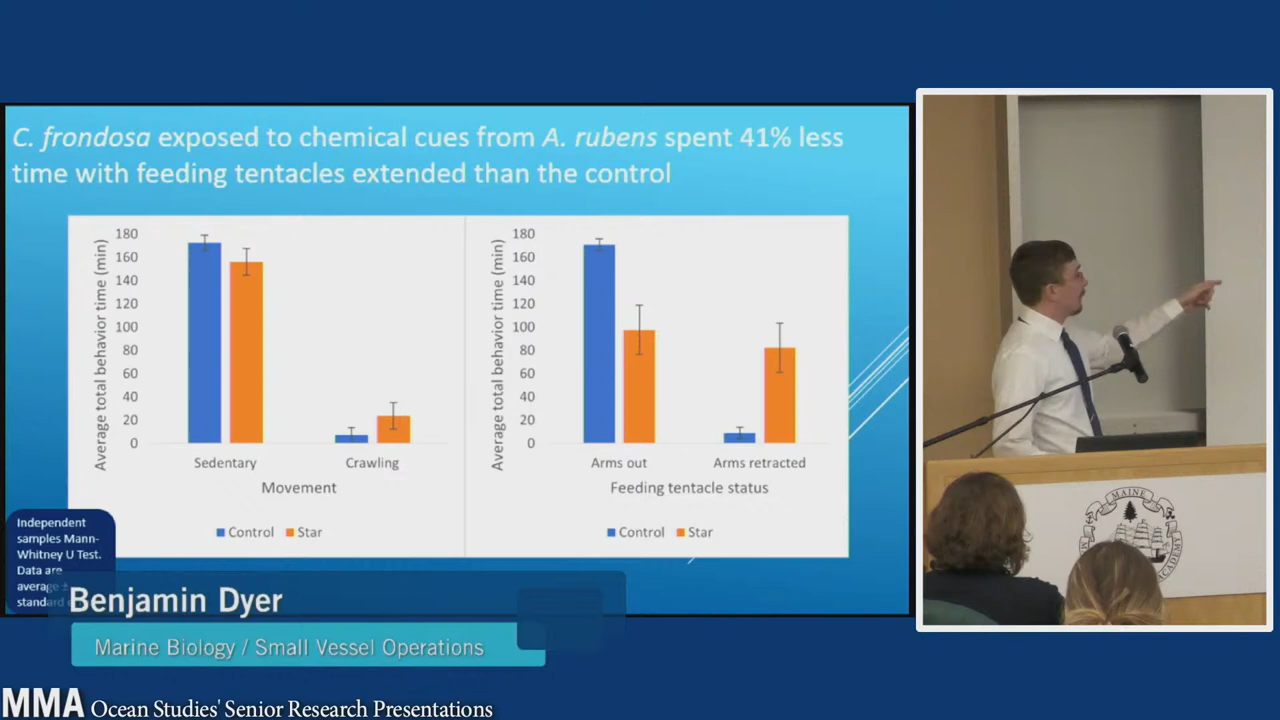 C. frondosa exposed to chemical cues from A. rubens spent 41% less
time with feeding tentacles extended than the control
Average total behavior time (min)
180
160
140
120
100
80
60
40
20
0
Sedentary
Crawling
Movement
Control
Star
Average total behavior time (min)
180
160
140
120
100
80
60
40
20
0
Arms out
Arms retracted
Feeding tentacle status
Control
Star
Independent
samples Mann-
Whitney U Test.
Data are
average ±
standard
Benjamin Dyer
Marine Biology / Small Vessel Operations
MMA Ocean Studies' Senior Research Presentations
MAINE
ACADEMY